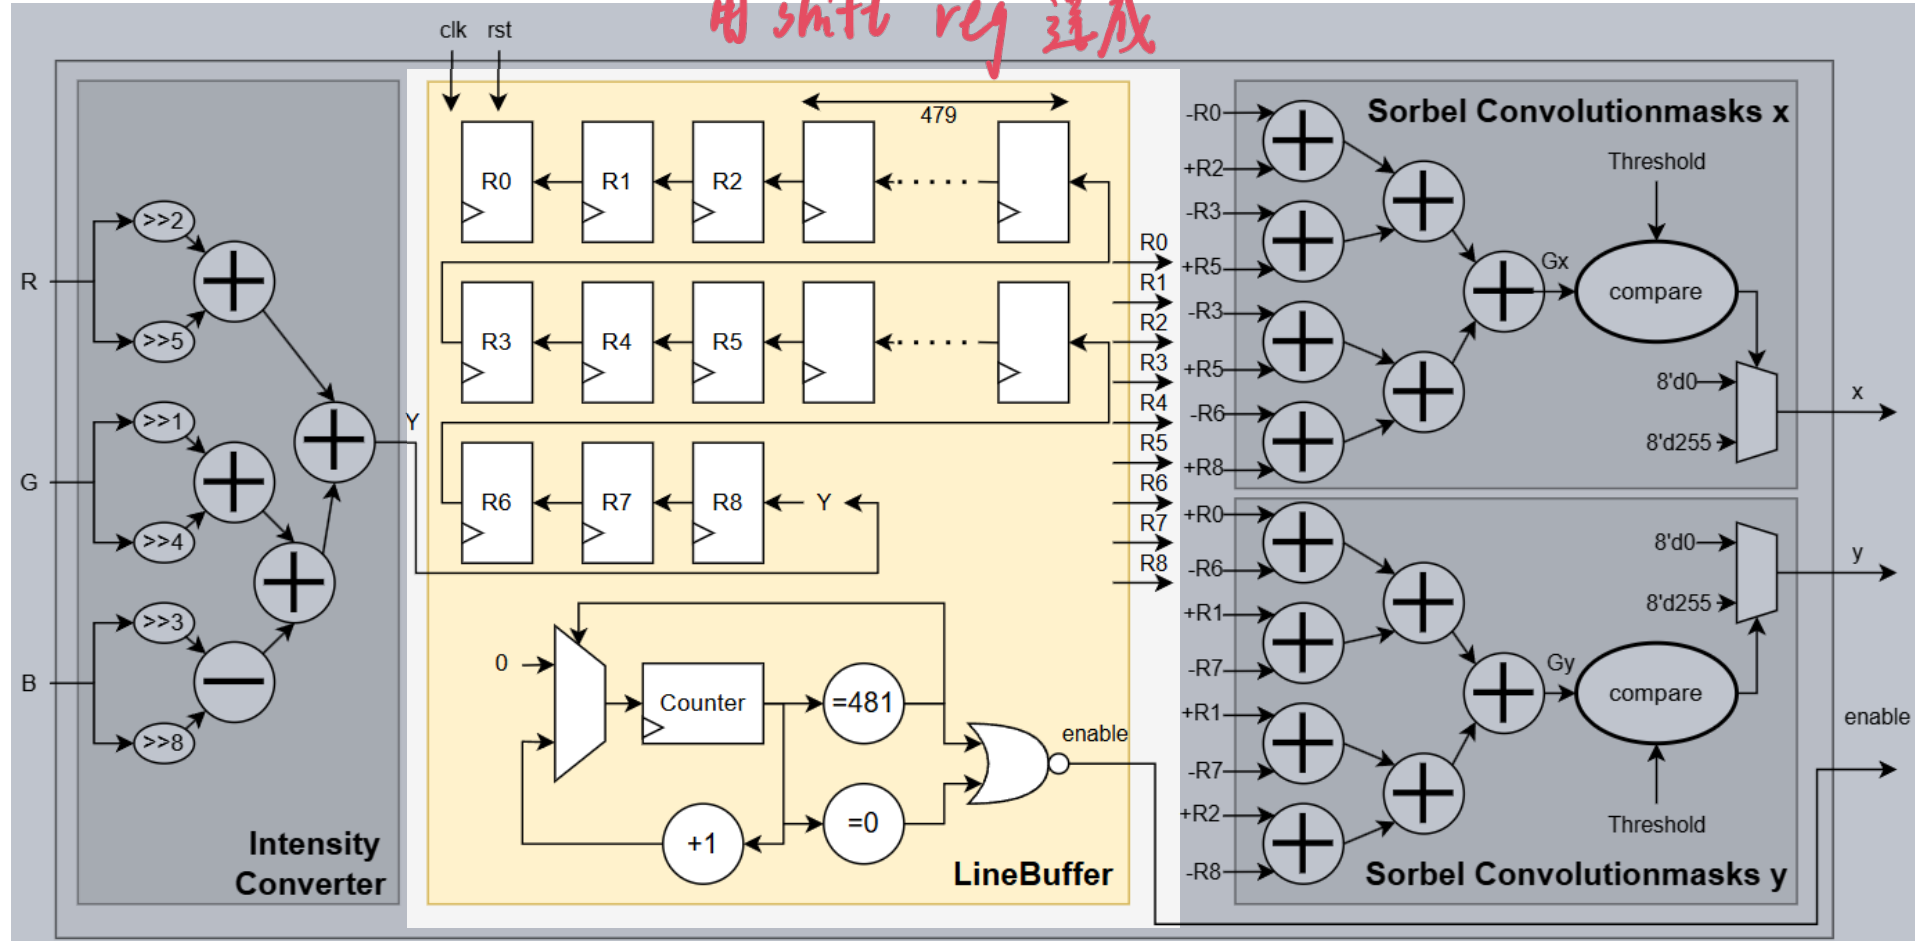 用 shift reg 達成
clk rst
479
R0 R1 R2
R3 R4 R5
R6 R7 R8 Y
R
>>2
>>5
G
>>1
>>4
B
>>3
>>8
Intensity
Converter
Y
0
Counter
=481
=0
+1
enable
LineBuffer
R0
R1
R2
R3
R4
R5
R6
R7
R8
Sorbel Convolutionmasks x
-R0
+R2
-R3
+R5
-R3
+R5
-R6
+R8
Gx
Threshold
compare
8'd0
8'd255
x
+R0
-R6
+R1
-R7
+R1
-R7
+R2
-R8
Gy
compare
Threshold
8'd0
8'd255
y
enable
Sorbel Convolutionmasks y